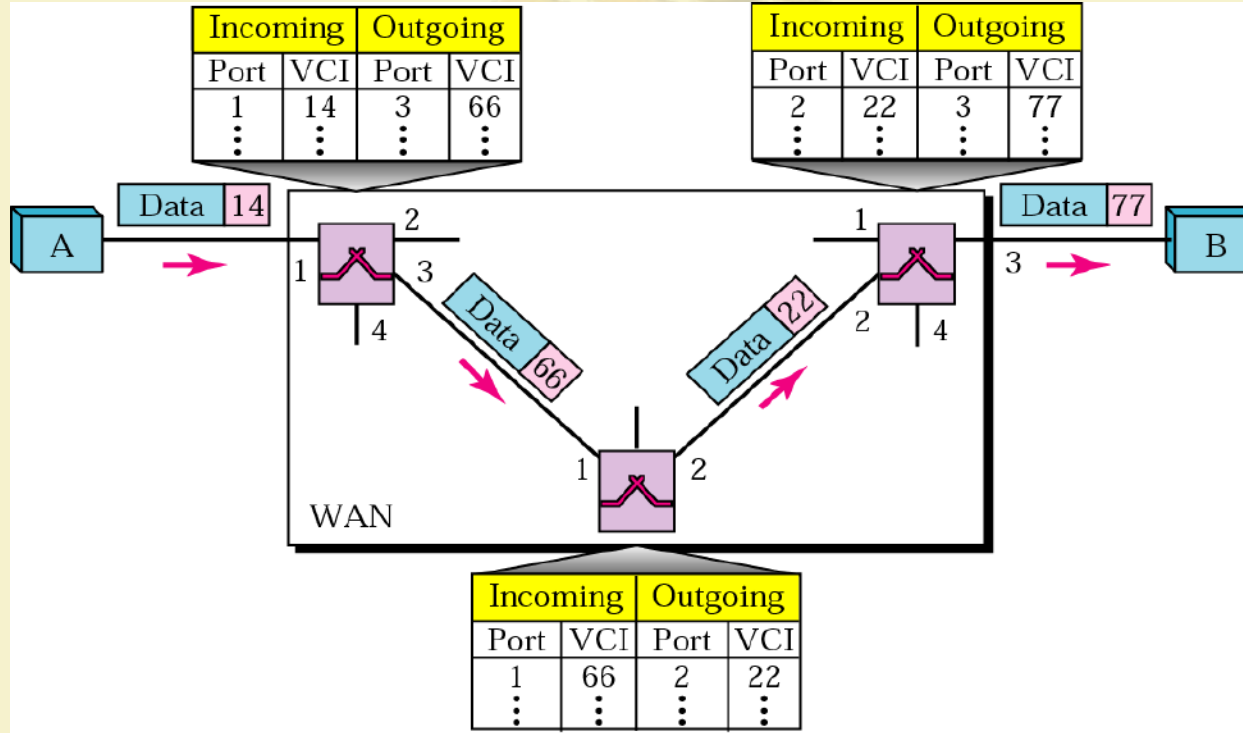 Incoming Outgoing
Port VCI Port VCI
1 14 3 66
Incoming Outgoing
Port VCI Port VCI
2 22 3 77
Data 14
Data 77
A
B
1
2
3
4
1
2
3
4
Data 66
Data 22
1
2
WAN
Incoming Outgoing
Port VCI Port VCI
1 66 2 22